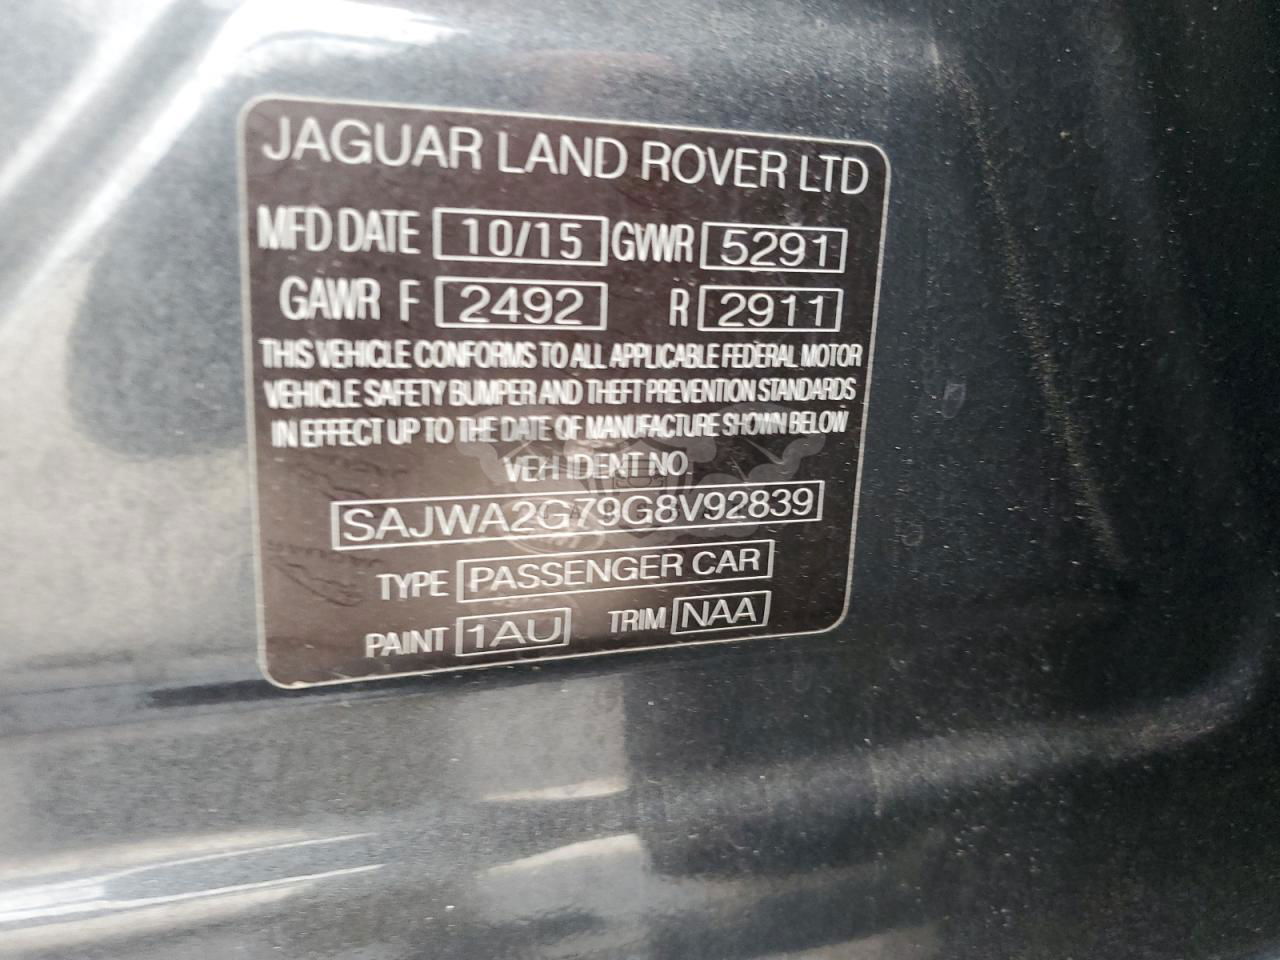 JAGUAR LAND ROVER LTD
MFD DATE 10/15 GVWR 5291
GAWR F 2492 R 2911
THIS VEHICLE CONFORMS TO ALL APPLICABLE FEDERAL MOTOR
VEHICLE SAFETY BUMPER AND THEFT PREVENTION STANDARDS
IN EFFECT UP TO THE DATE OF MANUFACTURE SHOWN BELOW
VEH IDENT NO.
SAJWA2G79G8V92839
TYPE PASSENGER CAR
PAINT 1AU TRIM NAA